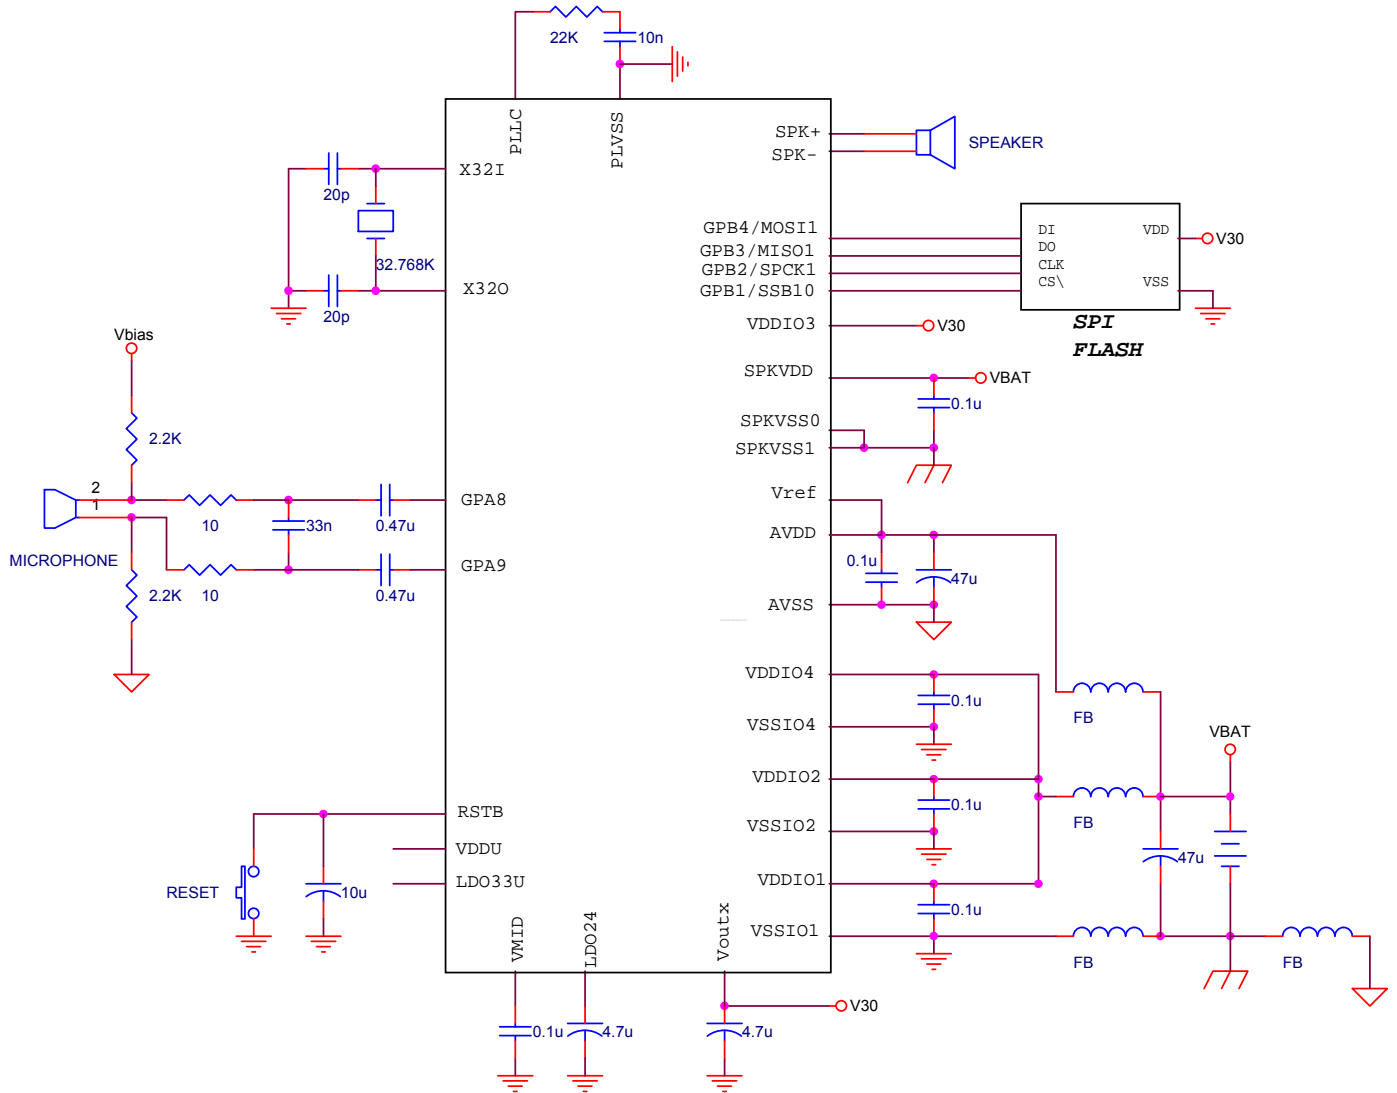 22K
10n
PLLC
PLVSS
SPK+
SPK-
SPEAKER
X32I
20p
32.768K
X32O
20p
GPB4/MOSI1
GPB3/MISO1
GPB2/SPCK1
GPB1/SSB10
DI
DO
CLK
CS\
VDD
VSS
V30
SPI
FLASH
VDDIO3
V30
Vbias
SPKVDD
VBAT
0.1u
2.2K
SPKVSS0
SPKVSS1
2
1
10
33n
0.47u
GPA8
Vref
AVDD
0.1u
47u
MICROPHONE
2.2K
10
0.47u
GPA9
AVSS
VDDIO4
0.1u
VSSIO4
FB
VBAT
VDDIO2
0.1u
VSSIO2
FB
RSTB
VDDU
LDO33U
RESET
10u
47u
VDDIO1
0.1u
VSSIO1
FB
FB
VMID
LDO24
Voutx
V30
0.1u
4.7u
4.7u